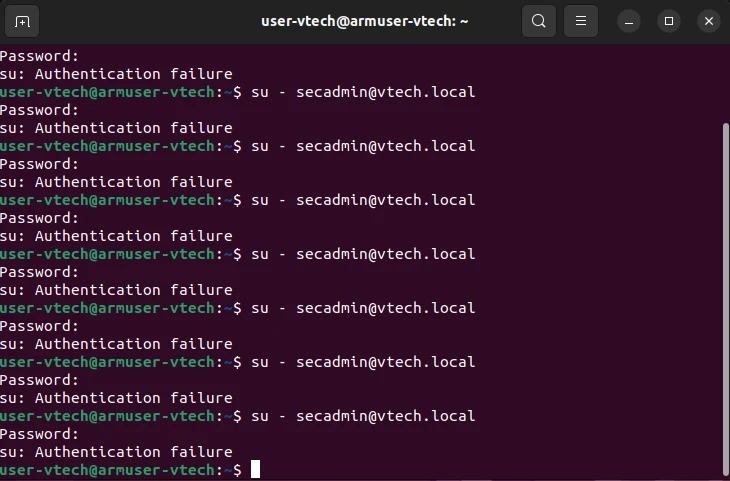 user-vtech@armuser-vtech: ~
Password:
su: Authentication failure
user-vtech@armuser-vtech:~$ su - secadmin@vtech.local
Password:
su: Authentication failure
user-vtech@armuser-vtech:~$ su - secadmin@vtech.local
Password:
su: Authentication failure
user-vtech@armuser-vtech:~$ su - secadmin@vtech.local
Password:
su: Authentication failure
user-vtech@armuser-vtech:~$ su - secadmin@vtech.local
Password:
su: Authentication failure
user-vtech@armuser-vtech:~$ su - secadmin@vtech.local
Password:
su: Authentication failure
user-vtech@armuser-vtech:~$ su - secadmin@vtech.local
Password:
su: Authentication failure
user-vtech@armuser-vtech:~$ su - secadmin@vtech.local
Password:
su: Authentication failure
user-vtech@armuser-vtech:~$